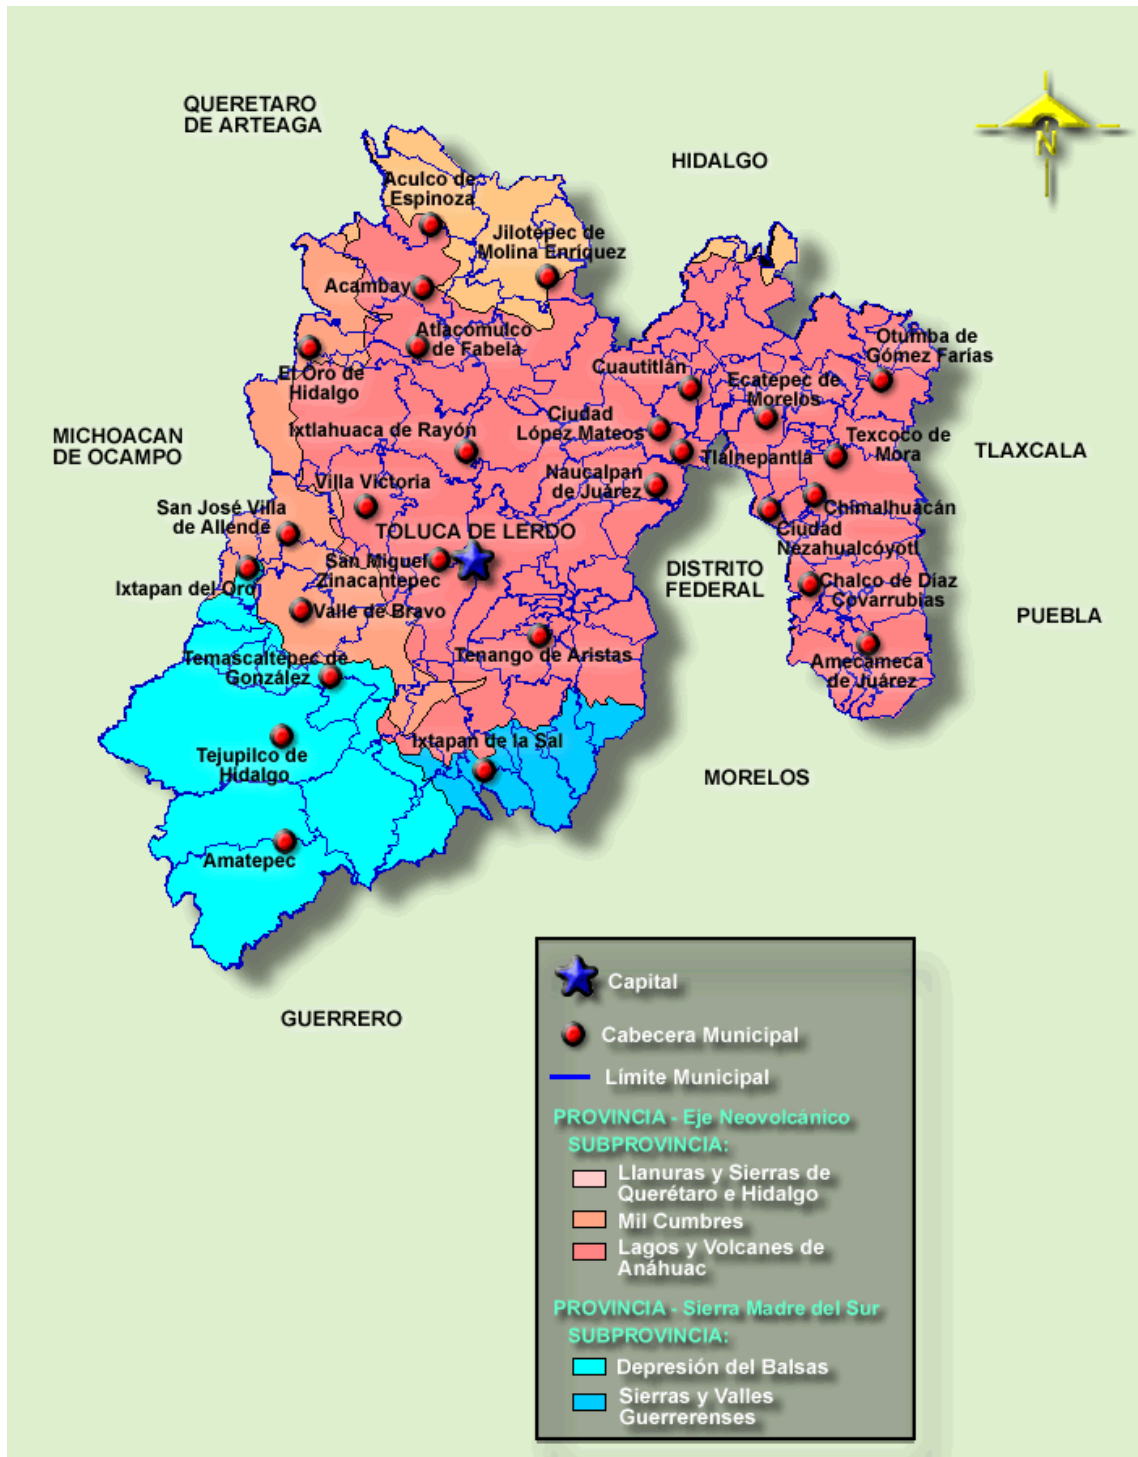 QUERETARO
DE ARTEAGA
HIDALGO
N
Aculco de
Espinoza
Jilotepec de
Molina Enríquez
Acambay
Atlacomulco
de Fabela
El Oro de
Hidalgo
Otumba de
Gómez Farías
Cuautitlán
Ecatepec de
Morelos
MICHOACAN
DE OCAMPO
Ixtlahuaca de Rayón
Ciudad
López Mateos
Tlalnepantla
Texcoco de
Mora
TLAXCALA
Villa Victoria
Naucalpan
de Juárez
San José Villa
de Allende
Chimalhuacán
TOLUCA DE LERDO
Ciudad
Nezahualcóyotl
San Miguel
Zinacantepec
DISTRITO
FEDERAL
Ixtapan del Oro
Chalco de Díaz
Covarrubias
Valle de Bravo
PUEBLA
Tenango de Aristas
Amecameca
de Juárez
Temascaltepec de
González
Ixtapan de la Sal
Tejupilco de
Hidalgo
MORELOS
Amatepec
GUERRERO
Capital
Cabecera Municipal
Límite Municipal
PROVINCIA - Eje Neovolcánico
SUBPROVINCIA:
Llanuras y Sierras de
Querétaro e Hidalgo
Mil Cumbres
Lagos y Volcanes de
Anáhuac
PROVINCIA - Sierra Madre del Sur
SUBPROVINCIA:
Depresión del Balsas
Sierras y Valles
Guerrerenses